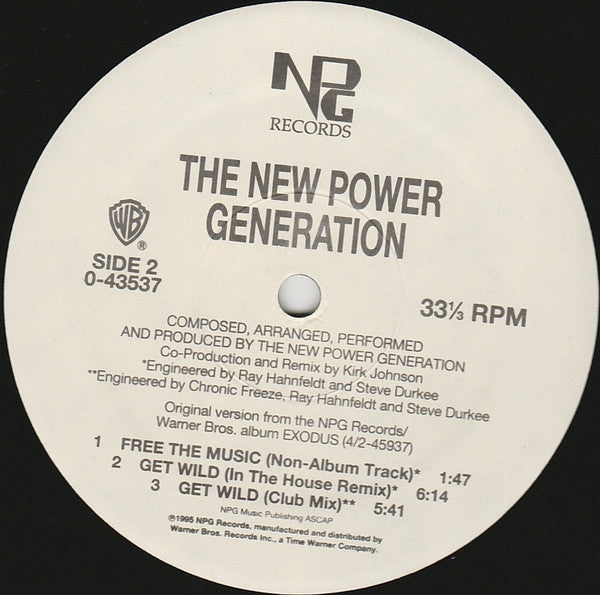 NPG
RECORDS
THE NEW POWER
GENERATION
WB
®
SIDE 2
0-43537
33⅓ RPM
COMPOSED, ARRANGED, PERFORMED
AND PRODUCED BY THE NEW POWER GENERATION
Co-Production and Remix by Kirk Johnson
*Engineered by Ray Hahnfeldt and Steve Durkee
**Engineered by Chronic Freeze, Ray Hahnfeldt and Steve Durkee
Original version from the NPG Records/
Warner Bros. album EXODUS (4/2-45937)
1 FREE THE MUSIC (Non-Album Track)* 1:47
2 GET WILD (In The House Remix)* 6:14
3 GET WILD (Club Mix)** 5:41
NPG Music Publishing ASCAP
℗1995 NPG Records, manufactured and distributed by
Warner Bros. Records Inc., a Time Warner Company.